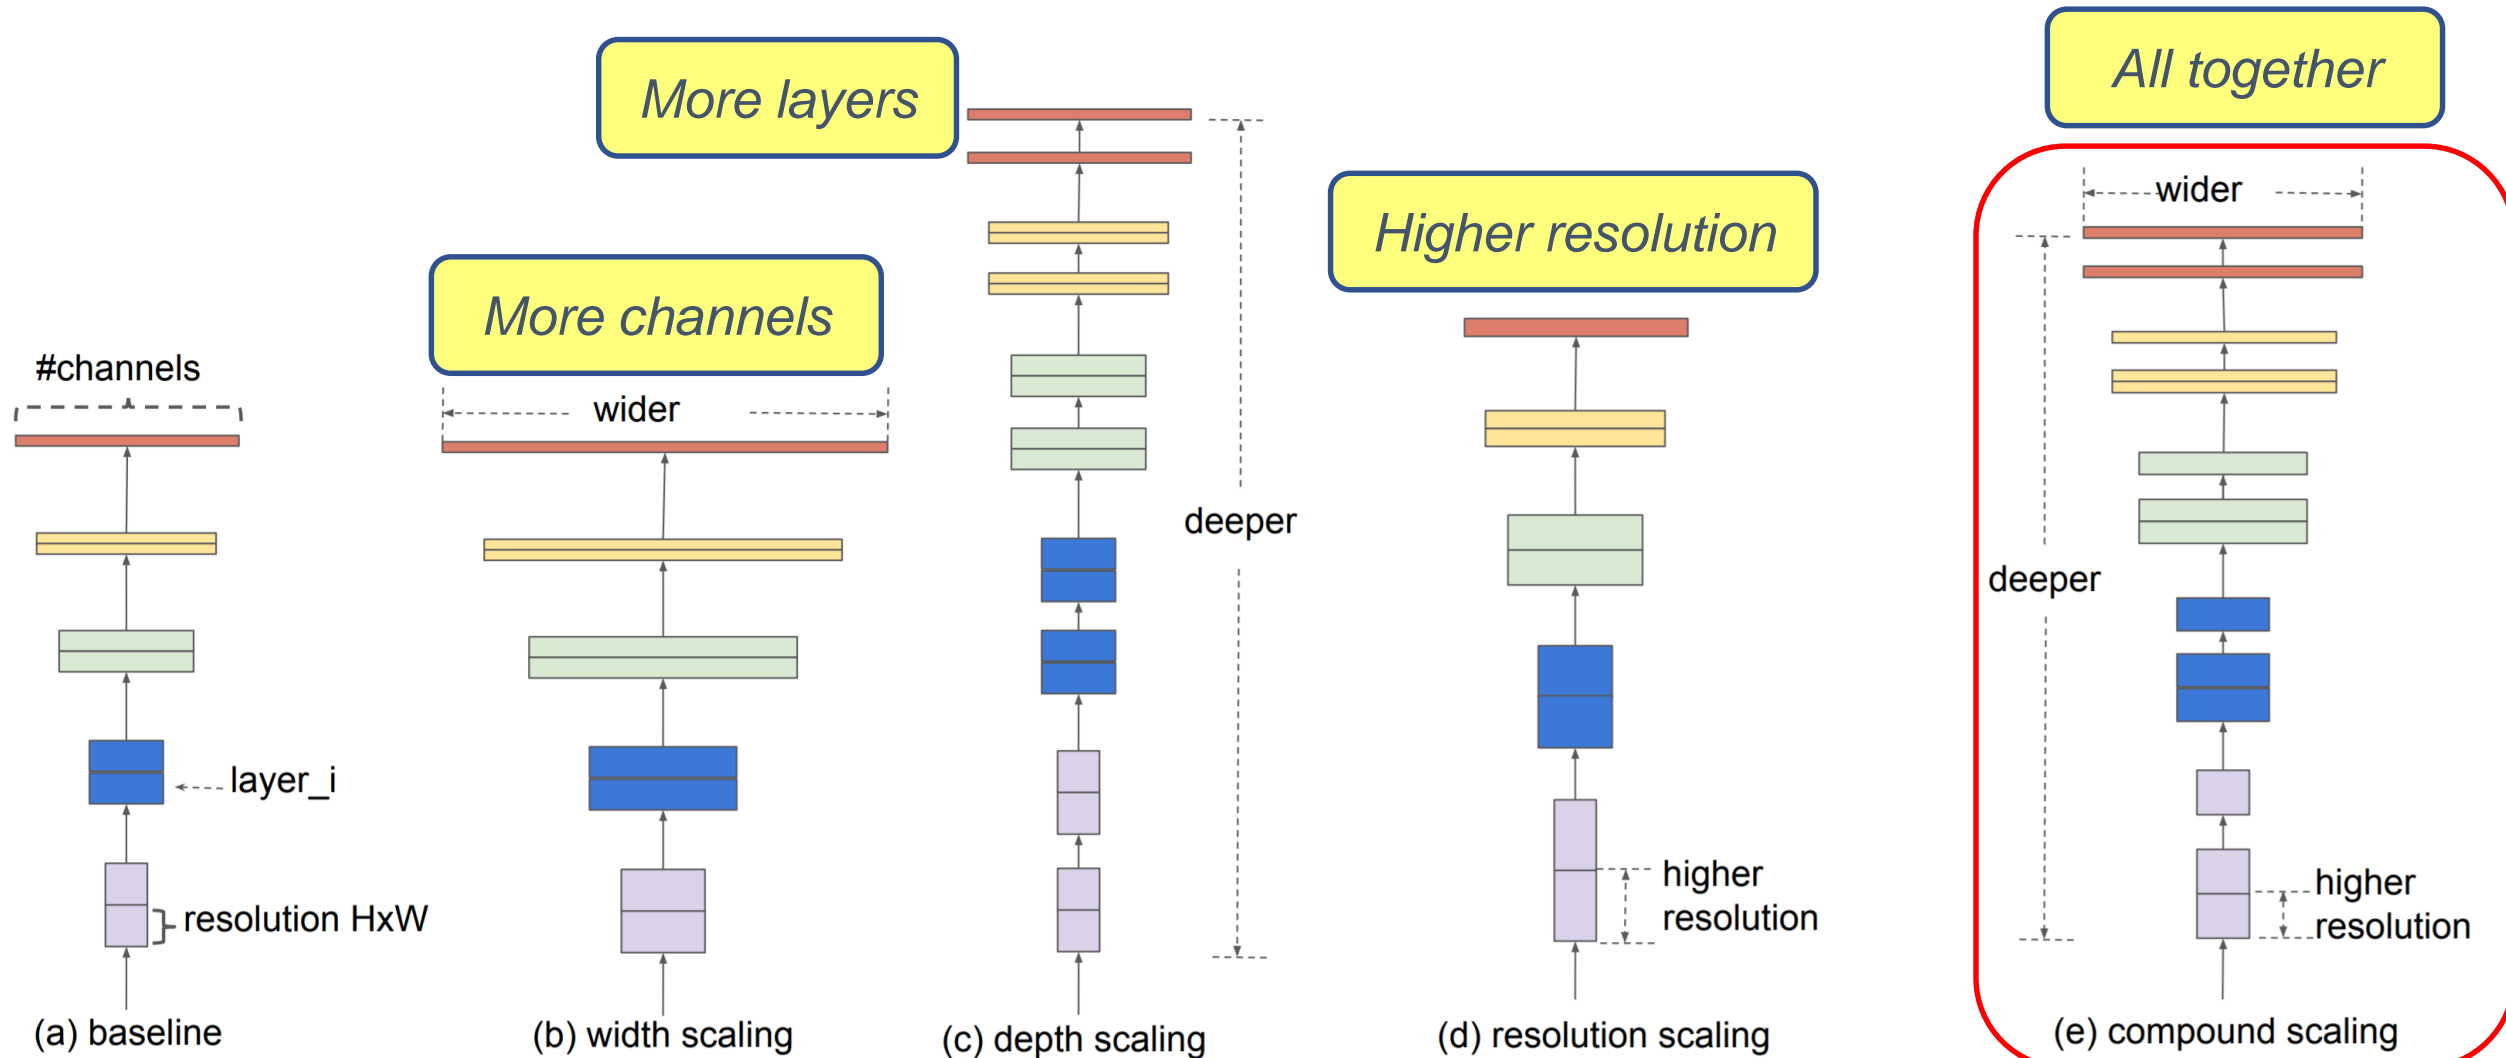 #channels
layer_i
resolution HxW
(a) baseline
More channels
wider
(b) width scaling
More layers
deeper
(c) depth scaling
Higher resolution
higher
resolution
(d) resolution scaling
All together
wider
deeper
higher
resolution
(e) compound scaling